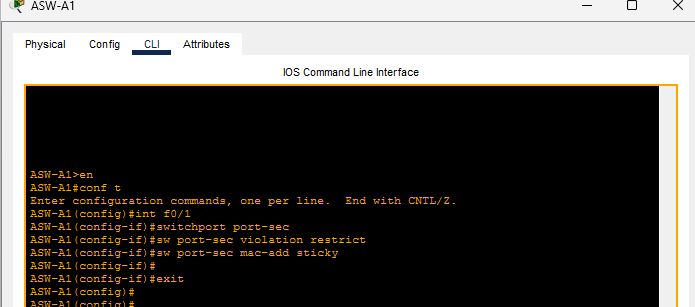 ASW-A1
Physical Config CLI Attributes
IOS Command Line Interface
ASW-A1>en
ASW-A1#conf t
Enter configuration commands, one per line.  End with CNTL/Z.
ASW-A1(config)#int f0/1
ASW-A1(config-if)#switchport port-sec
ASW-A1(config-if)#sw port-sec violation restrict
ASW-A1(config-if)#sw port-sec mac-add sticky
ASW-A1(config-if)#
ASW-A1(config-if)#exit
ASW-A1(config)#
ASW-A1(config)#